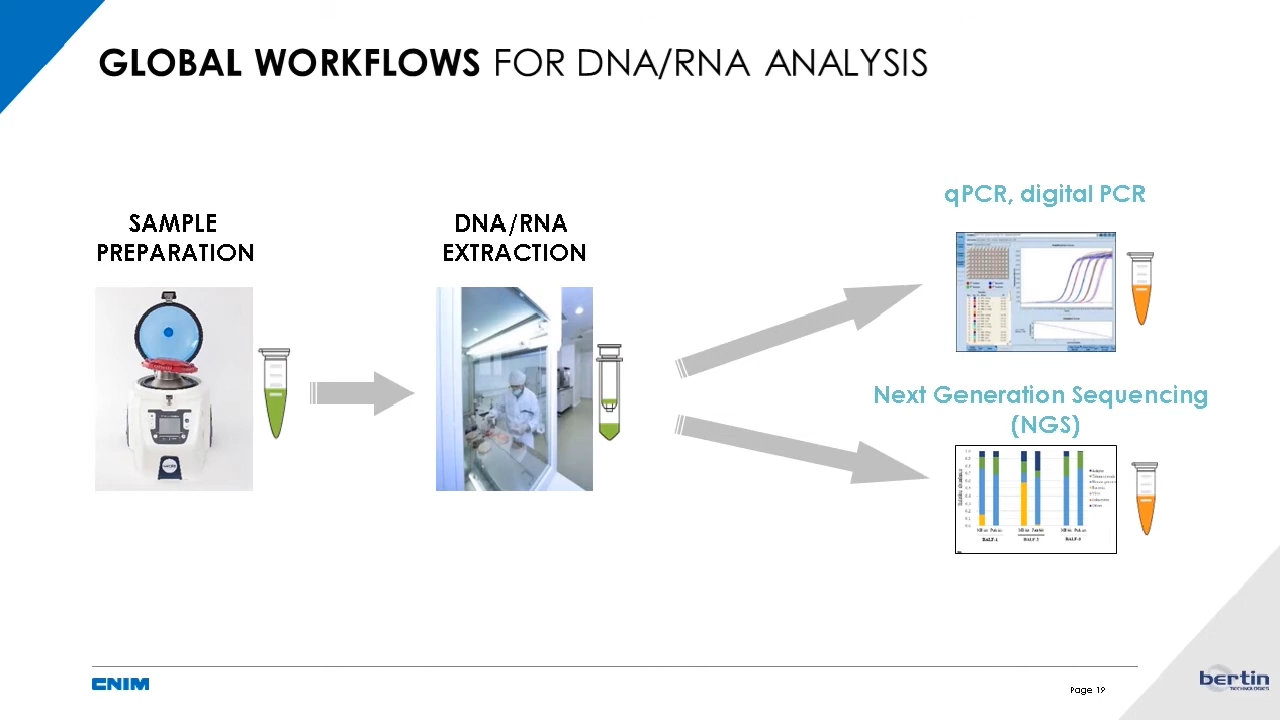 GLOBAL WORKFLOWS FOR DNA/RNA ANALYSIS
SAMPLE
PREPARATION
DNA/RNA
EXTRACTION
qPCR, digital PCR
Next Generation Sequencing
(NGS)
CNIM
Page 19
bertin
TECHNOLOGIES